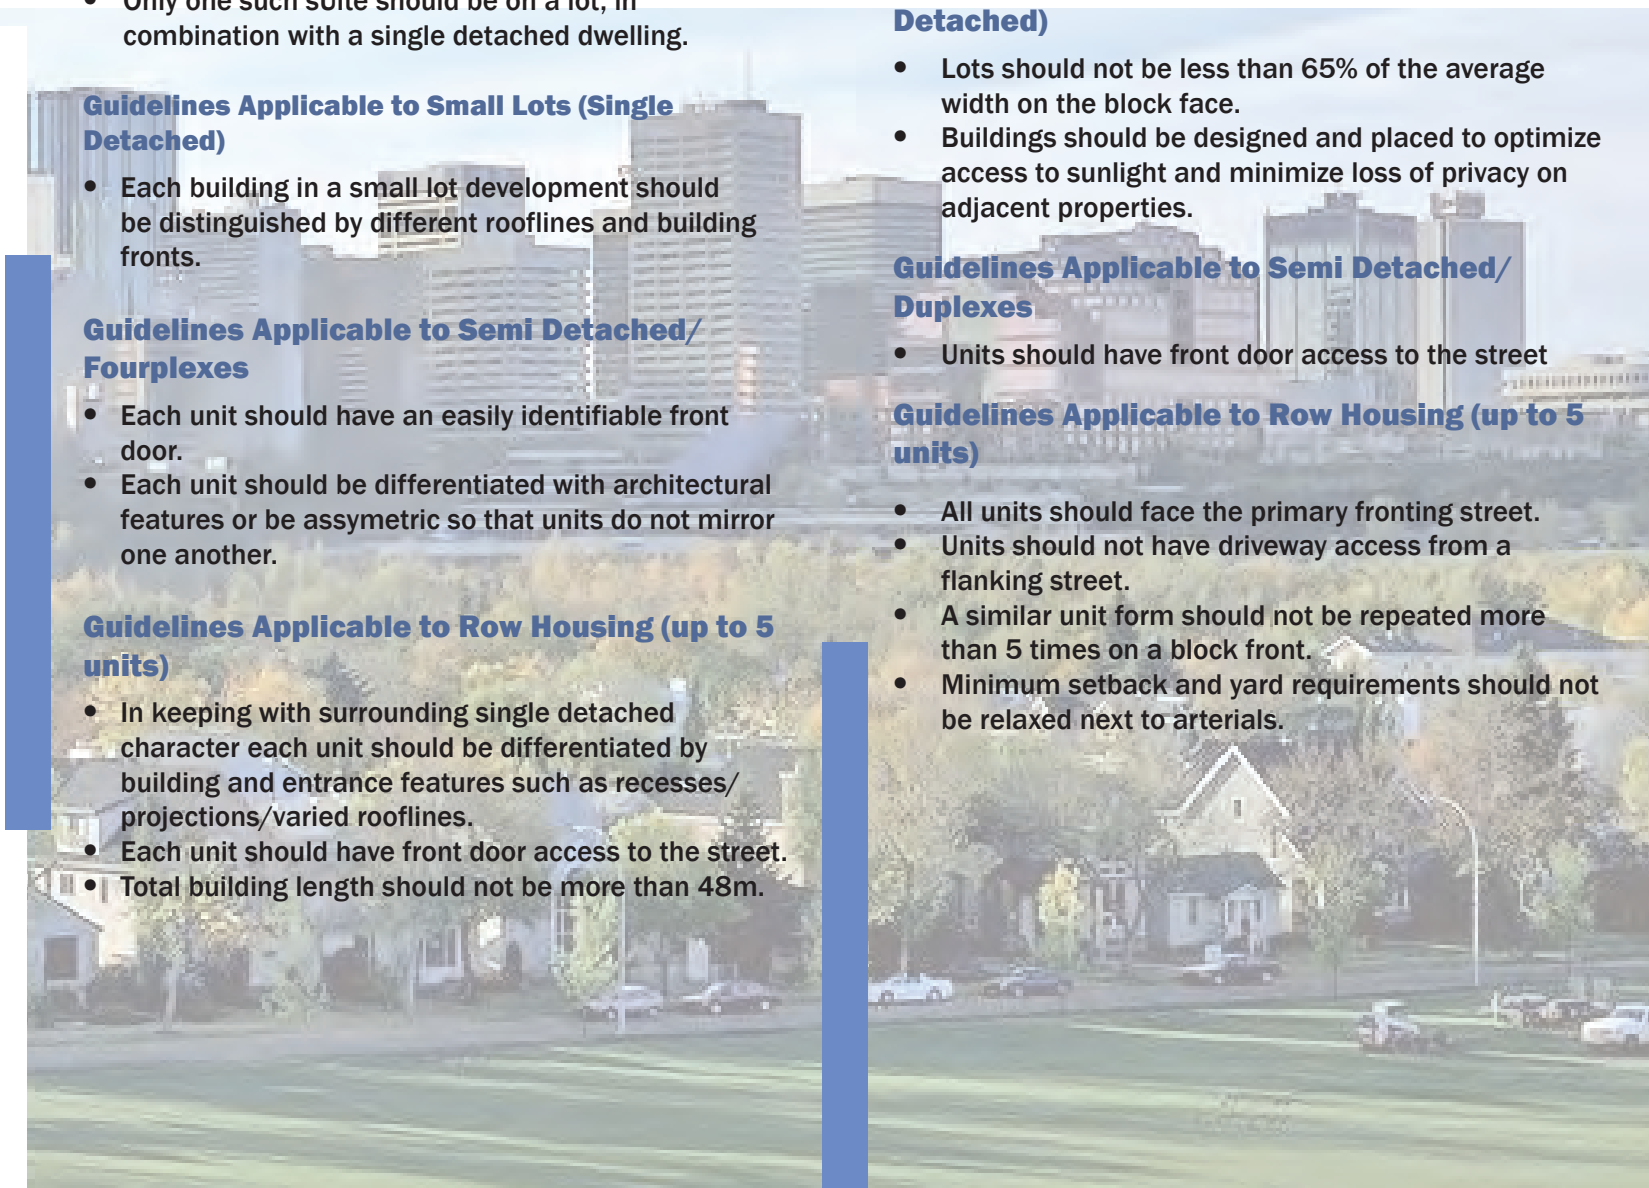 Only one such suite should be on a lot, in
combination with a single detached dwelling.
Guidelines Applicable to Small Lots (Single
Detached)
• Each building in a small lot development should
be distinguished by different rooflines and building
fronts.
Guidelines Applicable to Semi Detached/
Fourplexes
• Each unit should have an easily identifiable front
door.
• Each unit should be differentiated with architectural
features or be assymetric so that units do not mirror
one another.
Guidelines Applicable to Row Housing (up to 5
units)
• In keeping with surrounding single detached
character each unit should be differentiated by
building and entrance features such as recesses/
projections/varied rooflines.
• Each unit should have front door access to the street.
• Total building length should not be more than 48m.
Detached)
• Lots should not be less than 65% of the average
width on the block face.
• Buildings should be designed and placed to optimize
access to sunlight and minimize loss of privacy on
adjacent properties.
Guidelines Applicable to Semi Detached/
Duplexes
• Units should have front door access to the street
Guidelines Applicable to Row Housing (up to 5
units)
• All units should face the primary fronting street.
• Units should not have driveway access from a
flanking street.
• A similar unit form should not be repeated more
than 5 times on a block front.
• Minimum setback and yard requirements should not
be relaxed next to arterials.